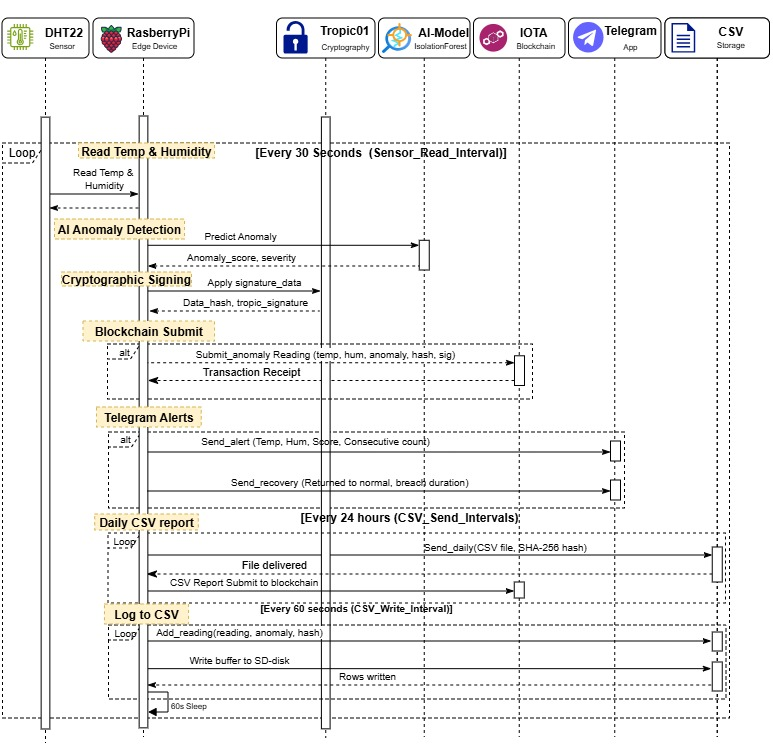 DHT22
Sensor
RasberryPi
Edge Device
Tropic01
Cryptography
AI-Model
IsolationForest
IOTA
Blockchain
Telegram
App
CSV
Storage
Loop
Read Temp & Humidity
[Every 30 Seconds (Sensor_Read_Interval)]
Read Temp &
Humidity
AI Anomaly Detection
Predict Anomaly
Anomaly_score, severity
Cryptographic Signing
Apply signature_data
Data_hash, tropic_signature
Blockchain Submit
alt
Submit_anomaly Reading (temp, hum, anomaly, hash, sig)
Transaction Receipt
Telegram Alerts
alt
Send_alert (Temp, Hum, Score, Consecutive count)
Send_recovery (Returned to normal, breach duration)
Daily CSV report
[Every 24 hours (CSV_Send_Intervals)
Loop
Send_daily(CSV file, SHA-256 hash)
File delivered
CSV Report Submit to blockchain
Log to CSV
[Every 60 seconds (CSV_Write_Interval)]
Loop
Add_reading(reading, anomaly, hash)
Write buffer to SD-disk
Rows written
60s Sleep